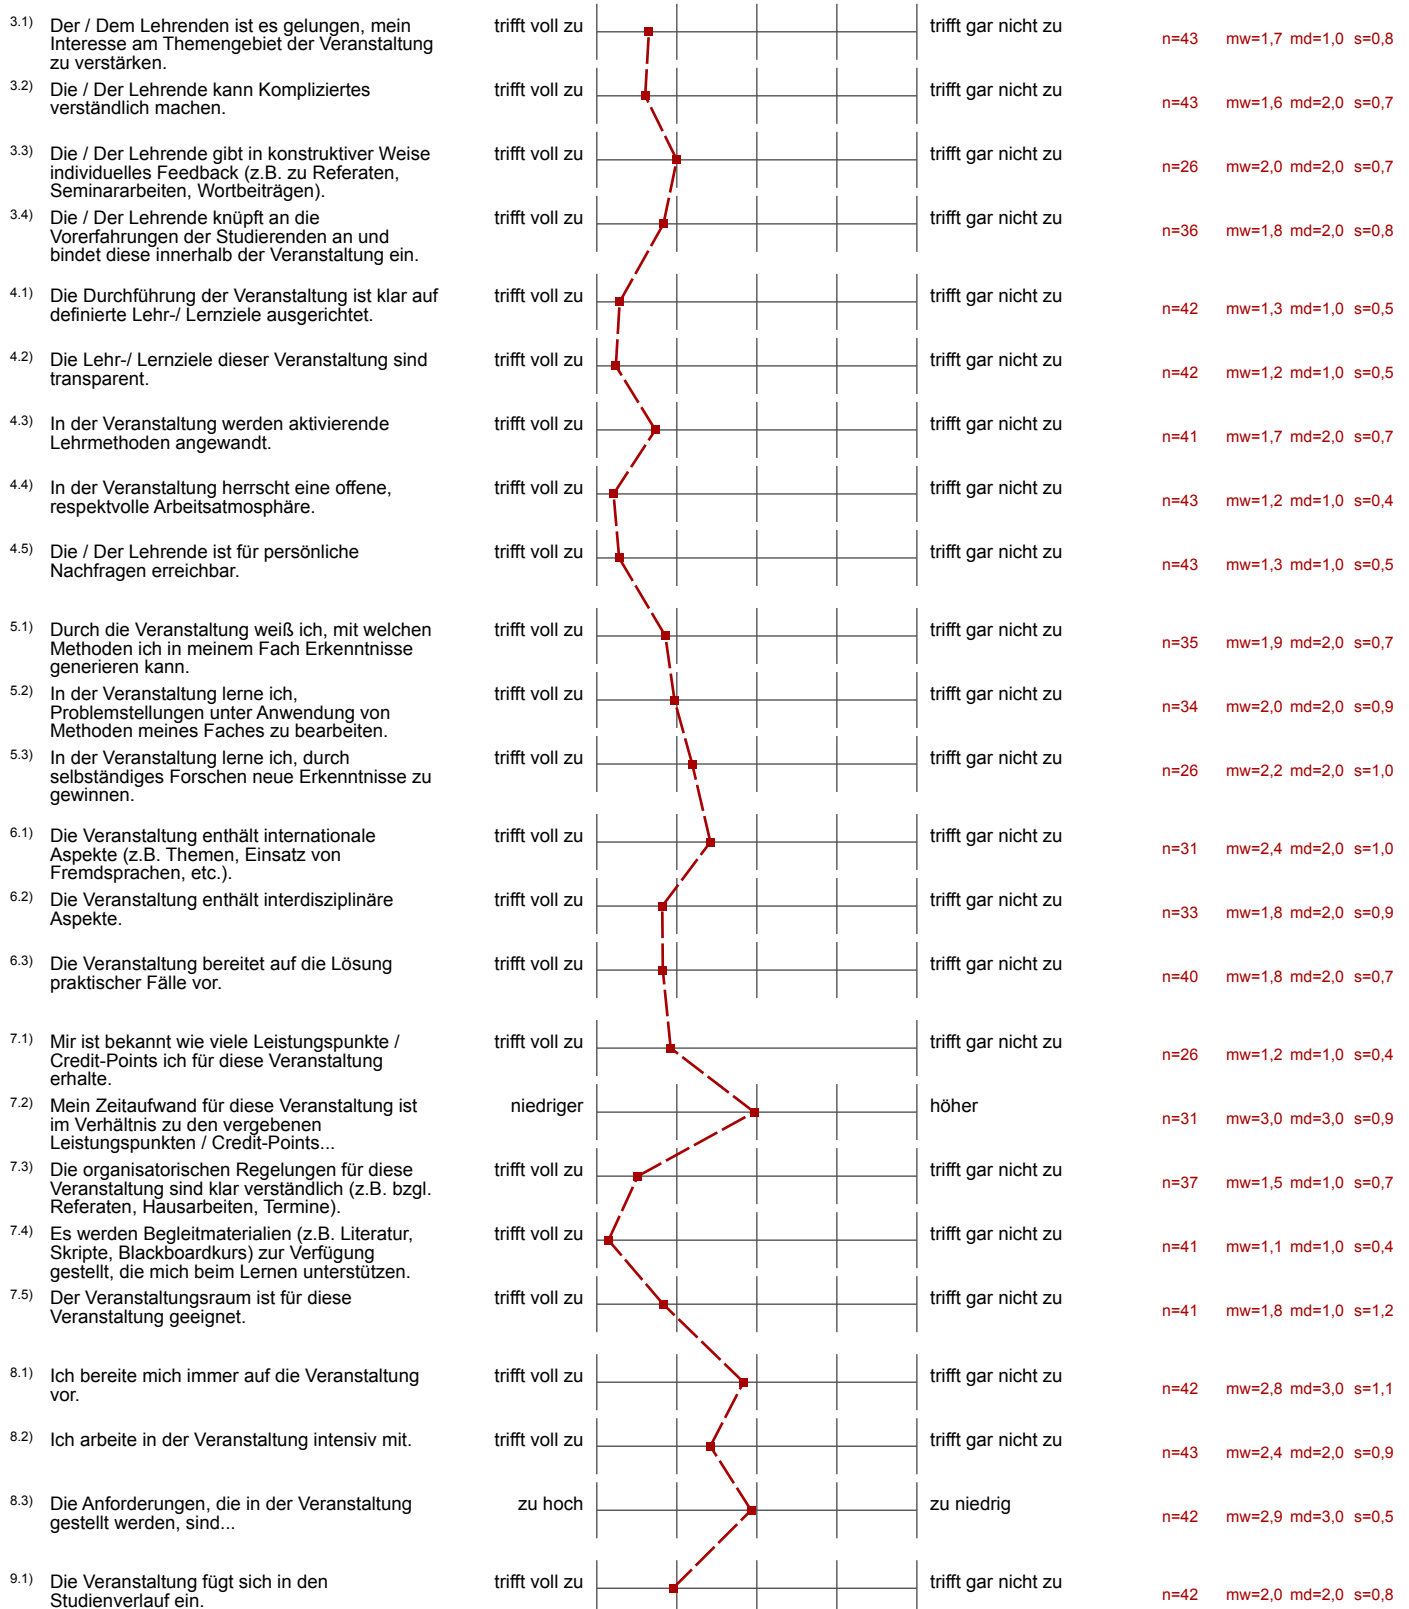 3.1) Der / Dem Lehrenden ist es gelungen, mein
Interesse am Themengebiet der Veranstaltung
zu verstärken.
trifft voll zu
trifft gar nicht zu
n=43 mw=1,7 md=1,0 s=0,8
3.2) Die / Der Lehrende kann Kompliziertes
verständlich machen.
trifft voll zu
trifft gar nicht zu
n=43 mw=1,6 md=2,0 s=0,7
3.3) Die / Der Lehrende gibt in konstruktiver Weise
individuelles Feedback (z.B. zu Referaten,
Seminararbeiten, Wortbeiträgen).
trifft voll zu
trifft gar nicht zu
n=26 mw=2,0 md=2,0 s=0,7
3.4) Die / Der Lehrende knüpft an die
Vorerfahrungen der Studierenden an und
bindet diese innerhalb der Veranstaltung ein.
trifft voll zu
trifft gar nicht zu
n=36 mw=1,8 md=2,0 s=0,8
4.1) Die Durchführung der Veranstaltung ist klar auf
definierte Lehr-/ Lernziele ausgerichtet.
trifft voll zu
trifft gar nicht zu
n=42 mw=1,3 md=1,0 s=0,5
4.2) Die Lehr-/ Lernziele dieser Veranstaltung sind
transparent.
trifft voll zu
trifft gar nicht zu
n=42 mw=1,2 md=1,0 s=0,5
4.3) In der Veranstaltung werden aktivierende
Lehrmethoden angewandt.
trifft voll zu
trifft gar nicht zu
n=41 mw=1,7 md=2,0 s=0,7
4.4) In der Veranstaltung herrscht eine offene,
respektvolle Arbeitsatmosphäre.
trifft voll zu
trifft gar nicht zu
n=43 mw=1,2 md=1,0 s=0,4
4.5) Die / Der Lehrende ist für persönliche
Nachfragen erreichbar.
trifft voll zu
trifft gar nicht zu
n=43 mw=1,3 md=1,0 s=0,5
5.1) Durch die Veranstaltung weiß ich, mit welchen
Methoden ich in meinem Fach Erkenntnisse
generieren kann.
trifft voll zu
trifft gar nicht zu
n=35 mw=1,9 md=2,0 s=0,7
5.2) In der Veranstaltung lerne ich,
Problemstellungen unter Anwendung von
Methoden meines Faches zu bearbeiten.
trifft voll zu
trifft gar nicht zu
n=34 mw=2,0 md=2,0 s=0,9
5.3) In der Veranstaltung lerne ich, durch
selbständiges Forschen neue Erkenntnisse zu
gewinnen.
trifft voll zu
trifft gar nicht zu
n=26 mw=2,2 md=2,0 s=1,0
6.1) Die Veranstaltung enthält internationale
Aspekte (z.B. Themen, Einsatz von
Fremdsprachen, etc.).
trifft voll zu
trifft gar nicht zu
n=31 mw=2,4 md=2,0 s=1,0
6.2) Die Veranstaltung enthält interdisziplinäre
Aspekte.
trifft voll zu
trifft gar nicht zu
n=33 mw=1,8 md=2,0 s=0,9
6.3) Die Veranstaltung bereitet auf die Lösung
praktischer Fälle vor.
trifft voll zu
trifft gar nicht zu
n=40 mw=1,8 md=2,0 s=0,7
7.1) Mir ist bekannt wie viele Leistungspunkte /
Credit-Points ich für diese Veranstaltung
erhalte.
trifft voll zu
trifft gar nicht zu
n=26 mw=1,2 md=1,0 s=0,4
7.2) Mein Zeitaufwand für diese Veranstaltung ist
im Verhältnis zu den vergebenen
Leistungspunkten / Credit-Points...
niedriger
höher
n=31 mw=3,0 md=3,0 s=0,9
7.3) Die organisatorischen Regelungen für diese
Veranstaltung sind klar verständlich (z.B. bzgl.
Referaten, Hausarbeiten, Termine).
trifft voll zu
trifft gar nicht zu
n=37 mw=1,5 md=1,0 s=0,7
7.4) Es werden Begleitmaterialien (z.B. Literatur,
Skripte, Blackboardkurs) zur Verfügung
gestellt, die mich beim Lernen unterstützen.
trifft voll zu
trifft gar nicht zu
n=41 mw=1,1 md=1,0 s=0,4
7.5) Der Veranstaltungsraum ist für diese
Veranstaltung geeignet.
trifft voll zu
trifft gar nicht zu
n=41 mw=1,8 md=1,0 s=1,2
8.1) Ich bereite mich immer auf die Veranstaltung
vor.
trifft voll zu
trifft gar nicht zu
n=42 mw=2,8 md=3,0 s=1,1
8.2) Ich arbeite in der Veranstaltung intensiv mit.
trifft voll zu
trifft gar nicht zu
n=43 mw=2,4 md=2,0 s=0,9
8.3) Die Anforderungen, die in der Veranstaltung
gestellt werden, sind...
zu hoch
zu niedrig
n=42 mw=2,9 md=3,0 s=0,5
9.1) Die Veranstaltung fügt sich in den
Studienverlauf ein.
trifft voll zu
trifft gar nicht zu
n=42 mw=2,0 md=2,0 s=0,8